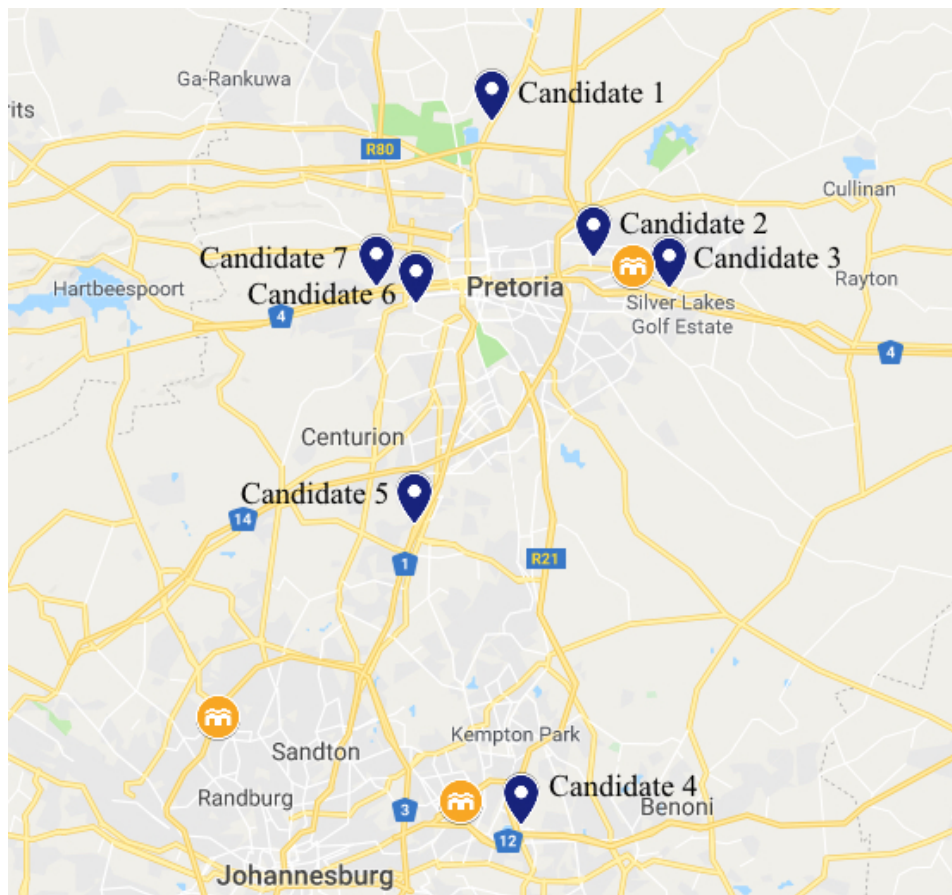 Ga-Rankuwa
Candidate 1
rits
R80
Cullinan
Candidate 2
Candidate 7
Candidate 3
Hartbeespoort
Candidate 6
Pretoria
Rayton
Silver Lakes
Golf Estate
4
4
Centurion
Candidate 5
14
1
R21
Kempton Park
Sandton
Candidate 4
Randburg
Benoni
3
12
Johannesburg